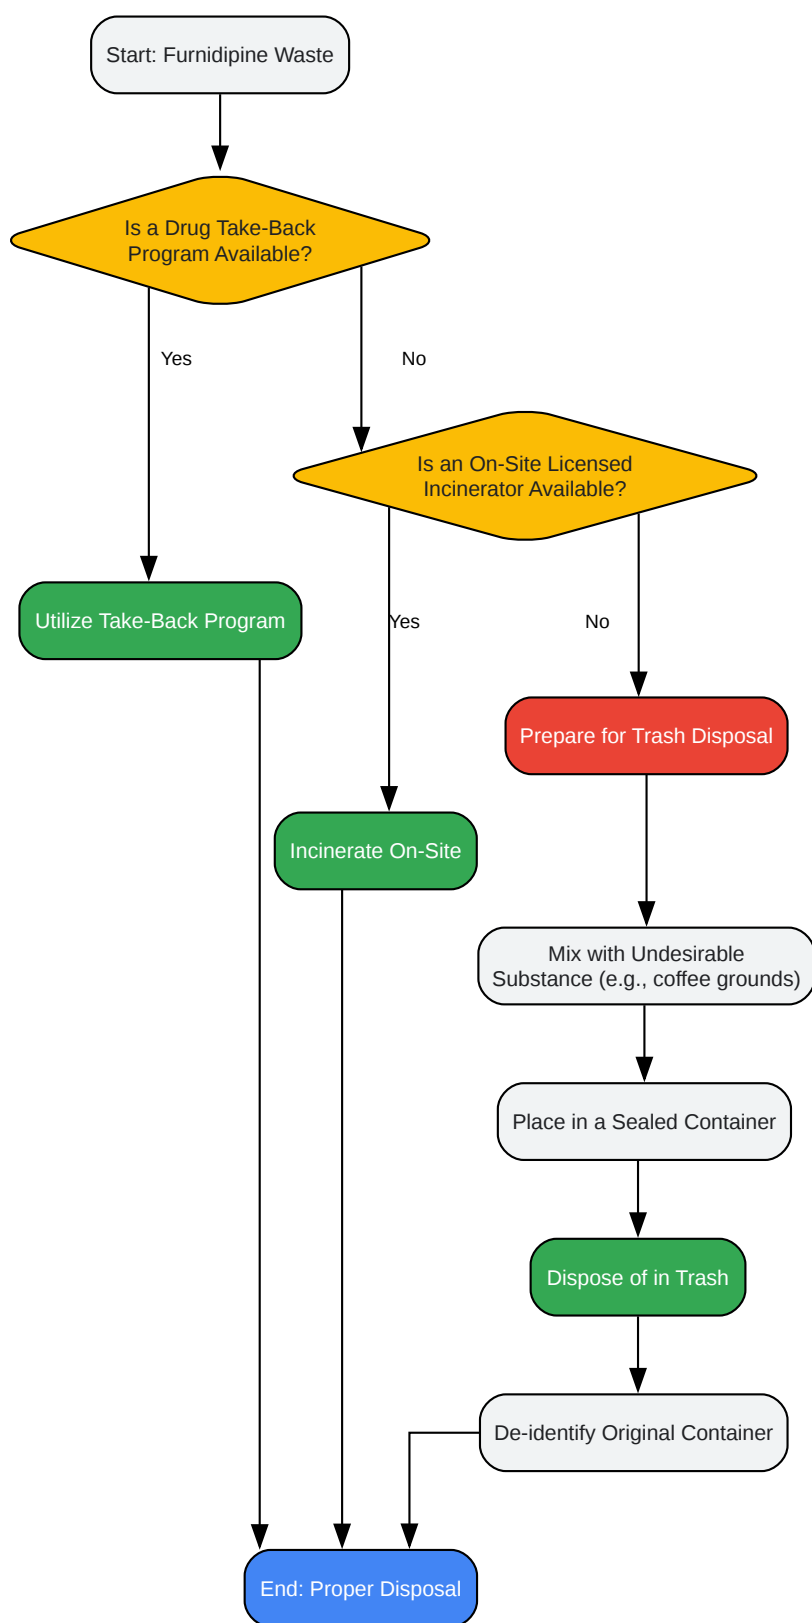 Start: Furnidipine Waste
Is a Drug Take-Back
Program Available?
Yes
No
Is an On-Site Licensed
Incinerator Available?
Utilize Take-Back Program
Yes
No
Prepare for Trash Disposal
Incinerate On-Site
Mix with Undesirable
Substance (e.g., coffee grounds)
Place in a Sealed Container
Dispose of in Trash
De-identify Original Container
End: Proper Disposal